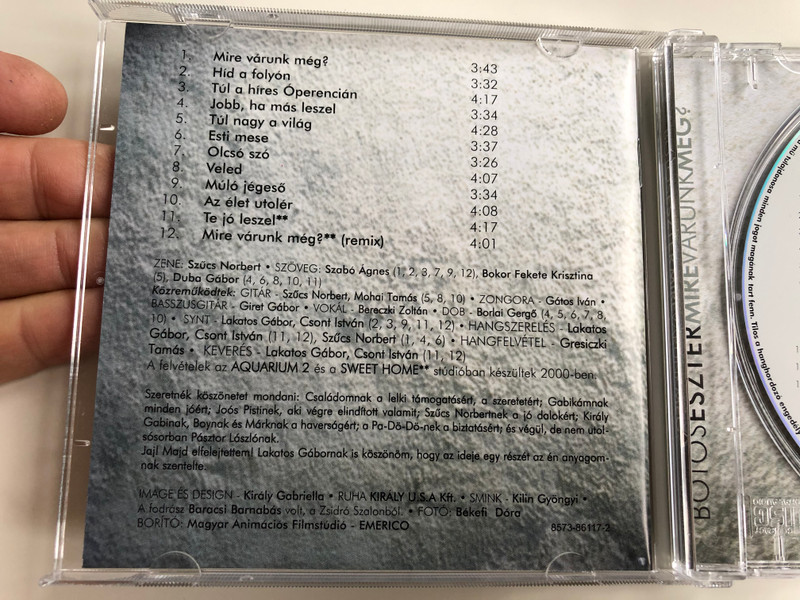 1. Mire várunk még? 3:43
2. Híd a folyón 3:32
3. Túl a híres Óperencián 4:17
4. Jobb, ha más leszel 3:34
5. Túl nagy a világ 4:28
6. Esti mese 3:37
7. Olcsó szó 3:26
8. Veled 4:07
9. Múló jégeső 3:34
10. Az élet utolér 4:08
11. Te jó leszel** 4:17
12. Mire várunk még?** (remix) 4:01
ZENE: Szűcs Norbert • SZÖVEG: Szabó Ágnes (1, 2, 3, 7, 9, 12), Bokor Fekete Krisztina
(5), Duba Gábor (4, 6, 8, 10, 11)
Közreműködtek: GITÁR - Szűcs Norbert, Mohai Tamás (5, 8, 10) • ZONGORA - Gátos Iván •
BASSZUSGITÁR - Giret Gábor • VOKÁL - Bereczki Zoltán • DOB - Borlai Gergő (4, 5, 6, 7, 8,
10) • SYNT - Lakatos Gábor, Csont István (2, 3, 9, 11, 12) • HANGSZERELÉS - Lakatos
Gábor, Csont István (11, 12), Szűcs Norbert (1, 4, 6) • HANGFELVÉTEL - Gresiczki
Tamás • KEVERÉS - Lakatos Gábor, Csont István (11, 12)
A felvételek az AQUARIUM 2 és a SWEET HOME** stúdióban készültek 2000-ben.
Szeretnék köszönetet mondani: Családomnak a lelki támogatásért, a szeretetért; Gabikámnak
minden jóért; Joós Pistinek, aki végre elindított valamit; Szűcs Norbertnek a jó dalokért; Király
Gabinak, Boynak és Márknak a haverságért; a Pa-Dö-Dö-nek a biztatásért; és végül, de nem utol-
sósorban Pásztor Lászlónak.
Jaj! Majd elfelejtettem! Lakatos Gábornak is köszönöm, hogy az ideje egy részét az én anyagom-
nak szentelte.
IMAGE ÉS DESIGN - Király Gabriella • RUHA KIRÁLY U.S.A Kft. • SMINK - Kilin Gyöngyi •
A fodrász Baracsi Barnabás volt, a Zsidró Szalonból. • FOTÓ: Békefi Dóra
BORÍTÓ: Magyar Animációs Filmstúdió - EMERICO 8573-86117-2
BOTOSESZTERMIREVÁRUNKMÉG?
mű tulajdonosa minden jogot magának tart fenn. Tilos a hanghordozó engedély